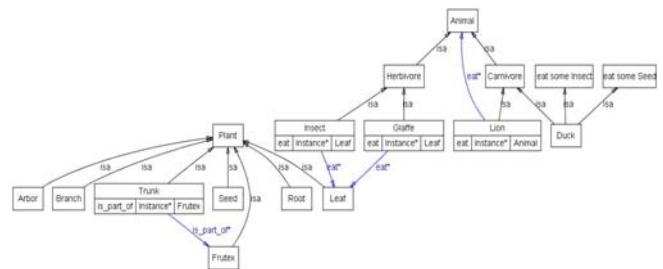 Animal
isa isa
Herbivore eat* Carnivore eat some Insect eat some Seed
isa isa isa isa isa isa
Plant Insect Giaffe Lion Duck
eat Instance* Leaf eat Instance* Leaf eat Instance* Animal
isa isa isa isa isa isa isa eat* eat*
Arbor Branch Trunk Seed Root Leaf
is_part_of Instance* Frutex
is_part_of*
Frutex